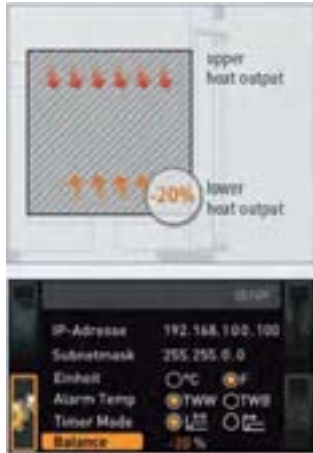 upper
heat output
-20%
lower
heat output
SETUP
IP-Adresse 192.168.100.100
Subnetmask 255.255.0.0
Einheit °C °F
Alarm Temp TWW TWB
Timer Mode
Balance -20 %